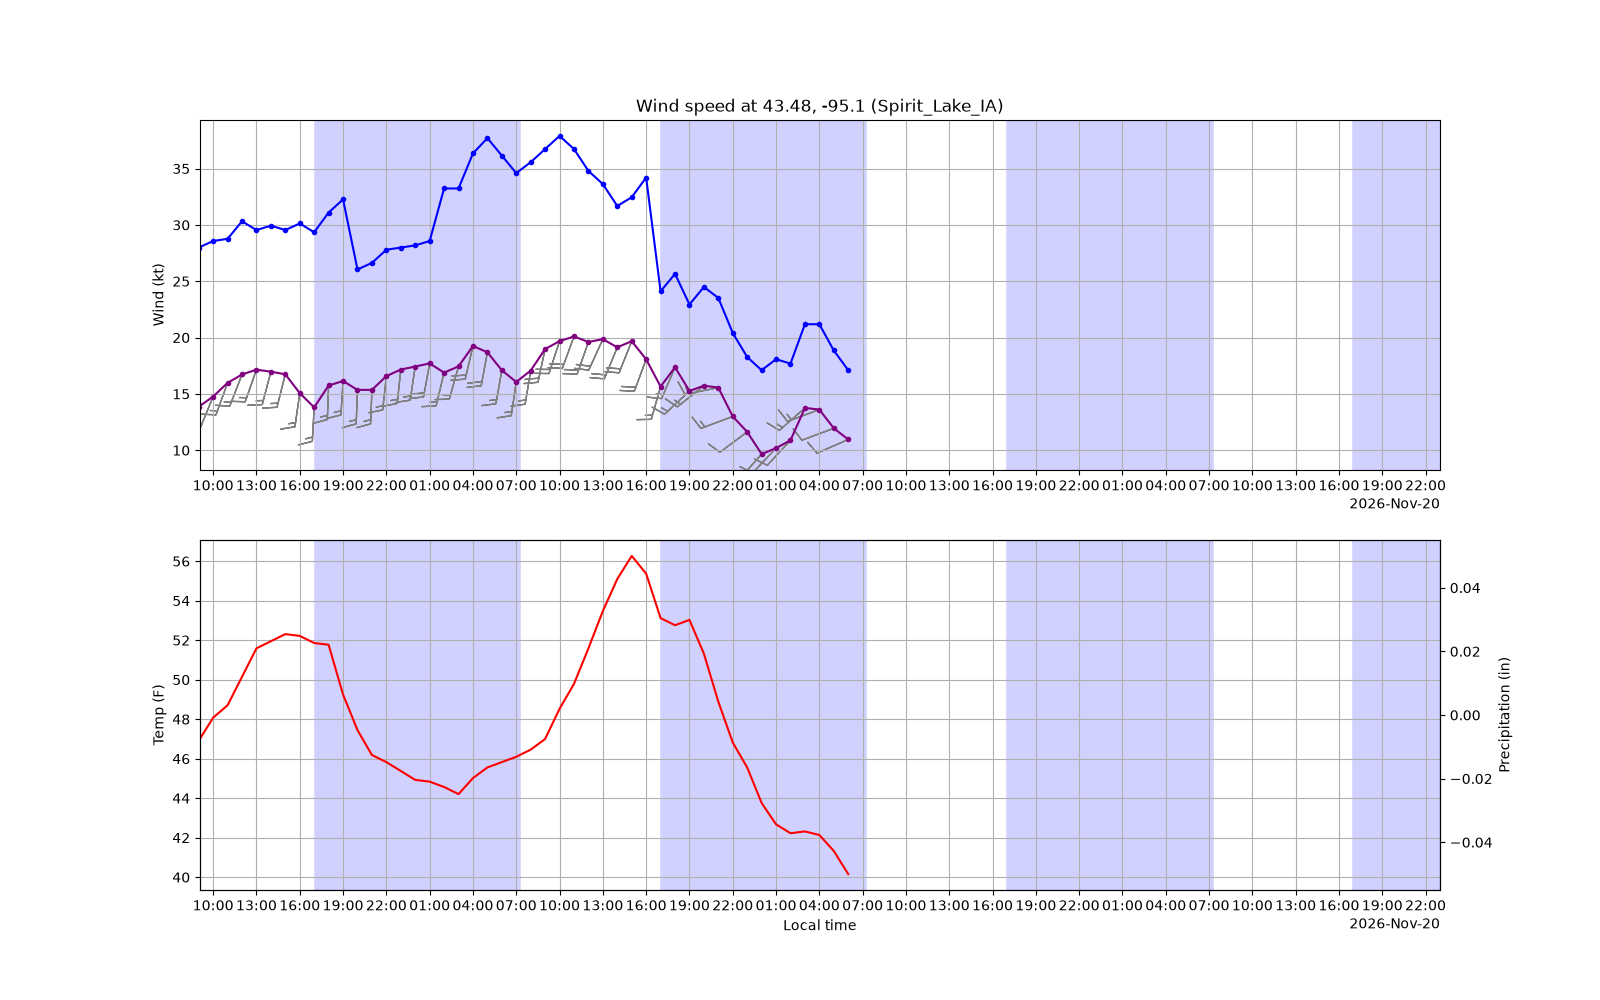 Wind speed at 43.48, -95.1 (Spirit_Lake_IA)
Wind (kt)
35
30
25
20
15
10
10:00 13:00 16:00 19:00 22:00 01:00 04:00 07:00 10:00 13:00 16:00 19:00 22:00 01:00 04:00 07:00 10:00 13:00 16:00 19:00 22:00 01:00 04:00 07:00 10:00 13:00 16:00 19:00 22:00
2026-Nov-20
Temp (F)
56
54
52
50
48
46
44
42
40
0.04
0.02
0.00
−0.02
−0.04
Precipitation (in)
10:00 13:00 16:00 19:00 22:00 01:00 04:00 07:00 10:00 13:00 16:00 19:00 22:00 01:00 04:00 07:00 10:00 13:00 16:00 19:00 22:00 01:00 04:00 07:00 10:00 13:00 16:00 19:00 22:00
Local time
2026-Nov-20